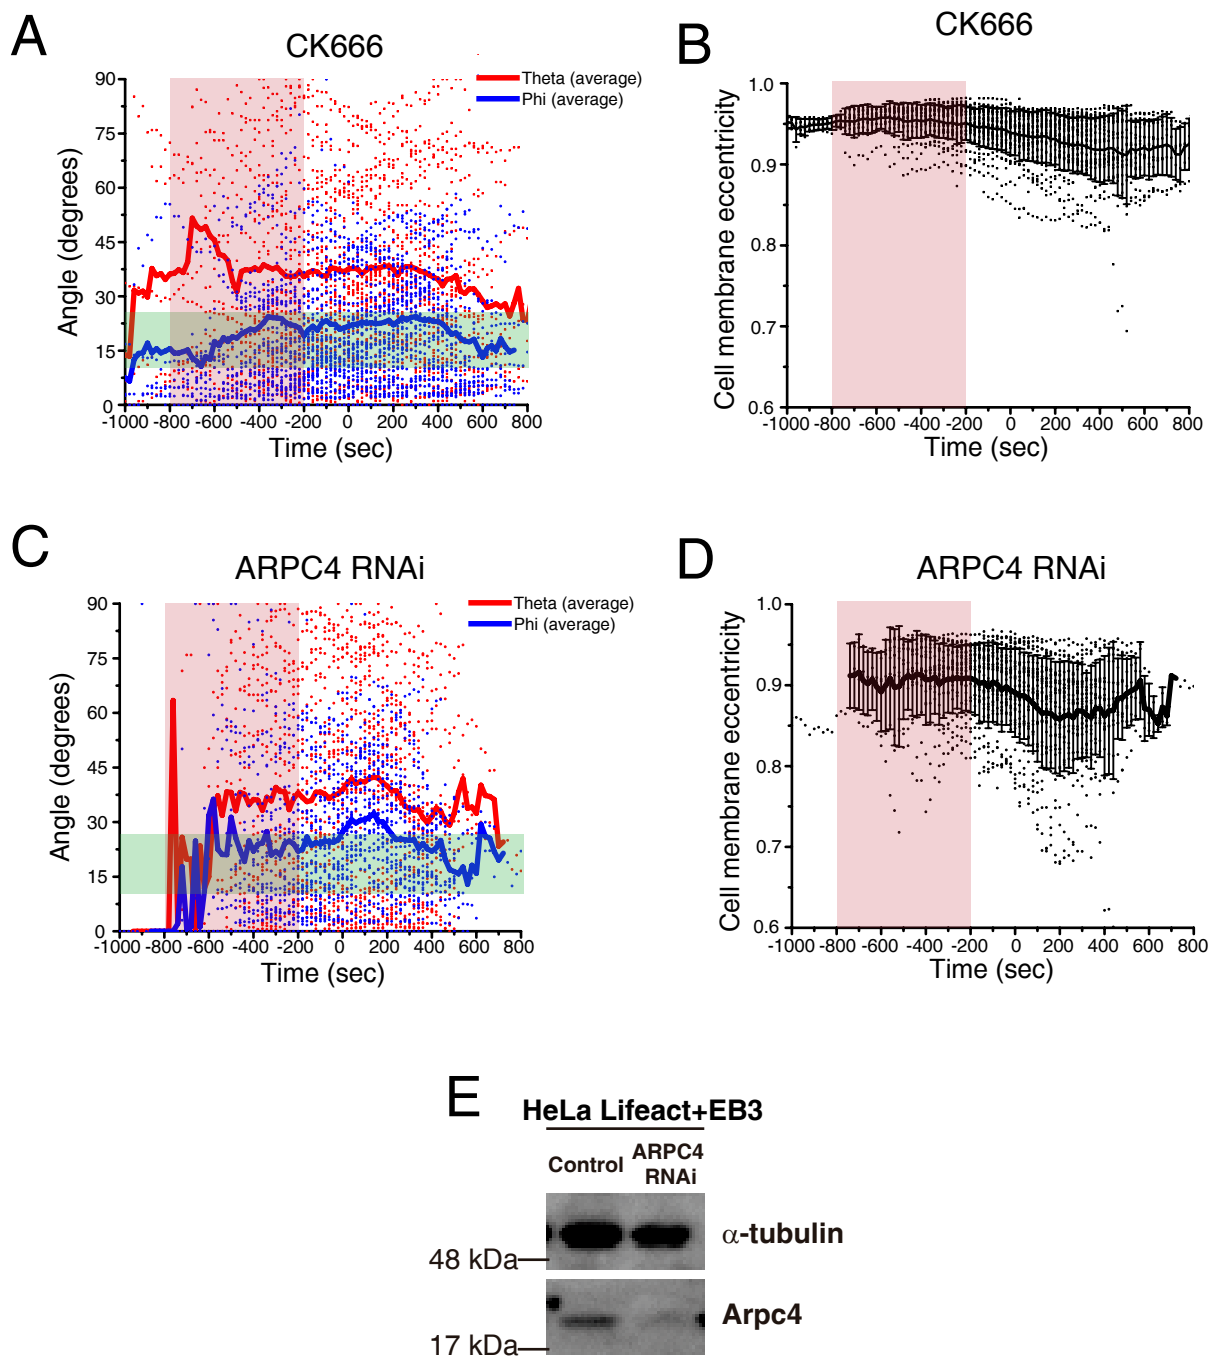 A
CK666
Theta (average)
Phi (average)
90
75
60
45
30
15
0
Angle (degrees)
-1000 -800 -600 -400 -200 0 200 400 600 800
Time (sec)
B
CK666
1.0
0.9
0.8
0.7
0.6
Cell membrane eccentricity
-1000 -800 -600 -400 -200 0 200 400 600 800
Time (sec)
C
ARPC4 RNAi
Theta (average)
Phi (average)
90
75
60
45
30
15
0
Angle (degrees)
-1000 -800 -600 -400 -200 0 200 400 600 800
Time (sec)
D
ARPC4 RNAi
1.0
0.9
0.8
0.7
0.6
Cell membrane eccentricity
-1000 -800 -600 -400 -200 0 200 400 600 800
Time (sec)
E
HeLa Lifeact+EB3
Control
ARPC4
RNAi
α-tubulin
48 kDa
Arpc4
17 kDa